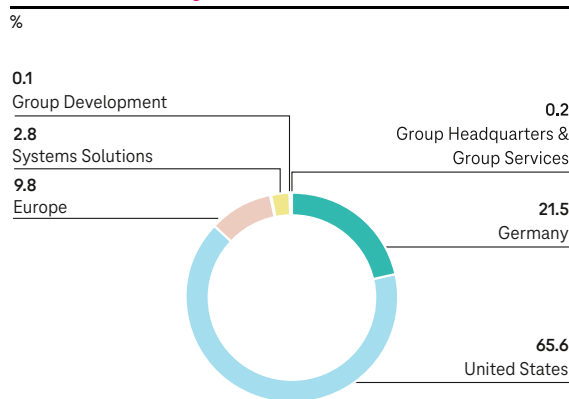 %
0.1
Group Development
2.8
Systems Solutions
9.8
Europe
0.2
Group Headquarters &
Group Services
21.5
Germany
65.6
United States